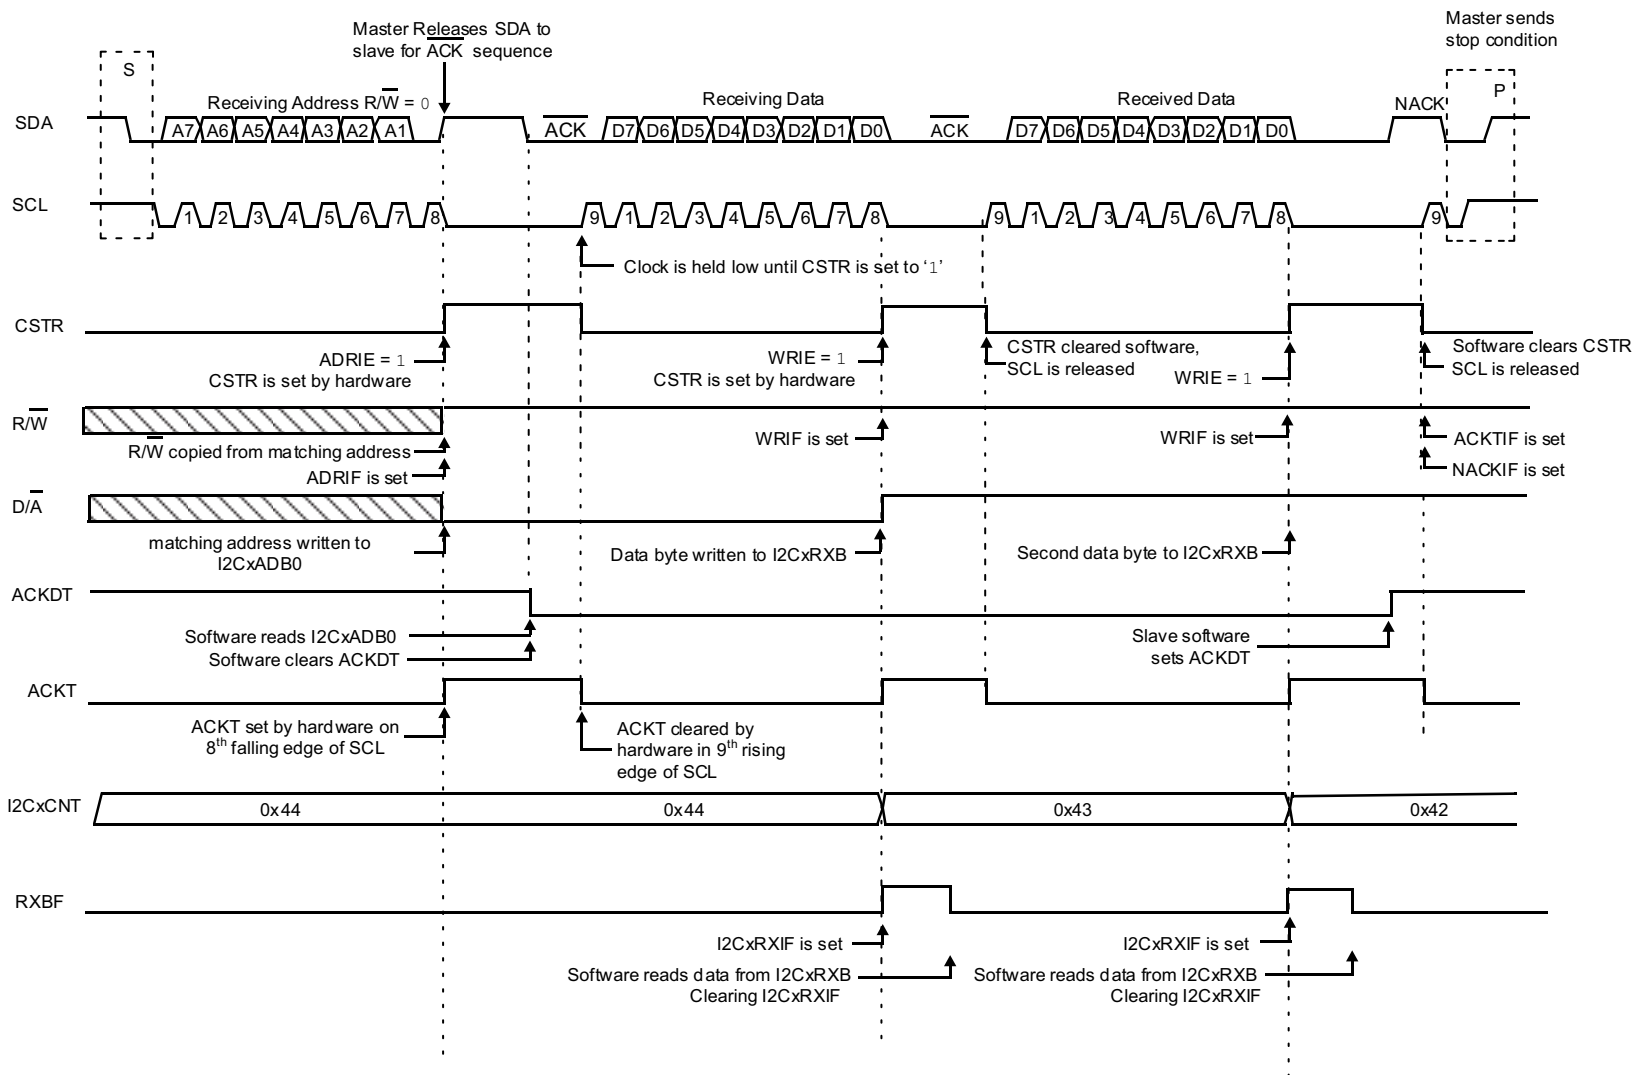 Master Releases SDA to
slave for ACK sequence
Master sends
stop condition
S
P
Receiving Address R/W = 0
Receiving Data
Received Data
NACK
SDA
A7 A6 A5 A4 A3 A2 A1
ACK
D7 D6 D5 D4 D3 D2 D1 D0
ACK
D7 D6 D5 D4 D3 D2 D1 D0
SCL
1 2 3 4 5 6 7 8 9 1 2 3 4 5 6 7 8 9 1 2 3 4 5 6 7 8 9
Clock is held low until CSTR is set to ‘1’
CSTR
ADRIE = 1
CSTR is set by hardware
WRIE = 1
CSTR is set by hardware
CSTR cleared software,
SCL is released
WRIE = 1
Software clears CSTR
SCL is released
R/W
R/W copied from matching address
ADRIF is set
WRIF is set
WRIF is set
ACKTIF is set
NACKIF is set
D/A
matching address written to
I2CxADB0
Data byte written to I2CxRXB
Second data byte to I2CxRXB
ACKDT
Software reads I2CxADB0
Software clears ACKDT
Slave software
sets ACKDT
ACKT
ACKT set by hardware on
8th falling edge of SCL
ACKT cleared by
hardware in 9th rising
edge of SCL
I2CxCNT
0x44
0x44
0x43
0x42
RXBF
I2CxRXIF is set
Software reads data from I2CxRXB
Clearing I2CxRXIF
I2CxRXIF is set
Software reads data from I2CxRXB
Clearing I2CxRXIF